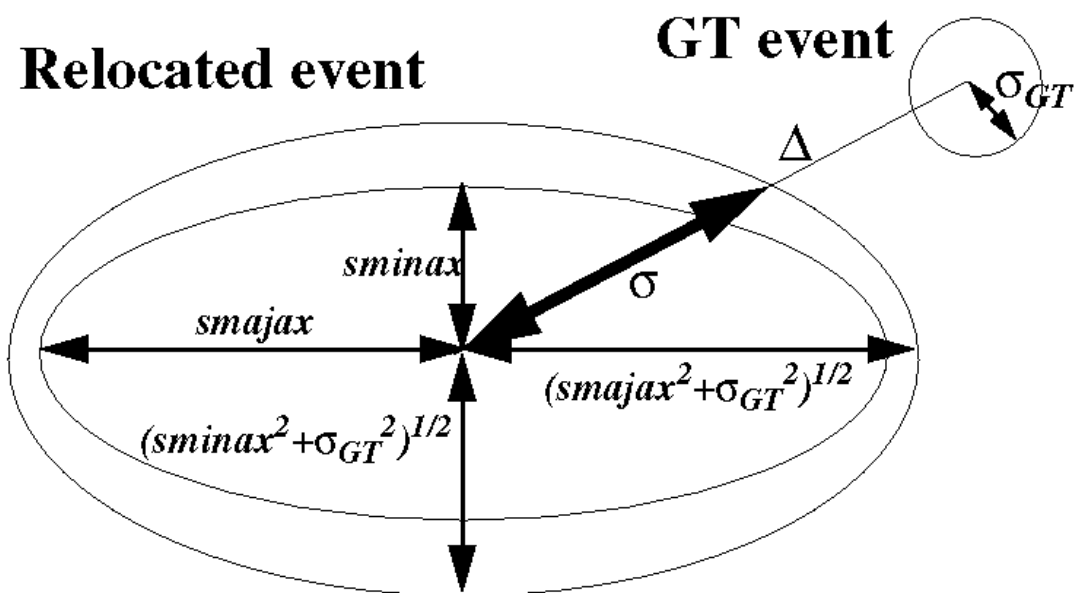 GT event
Relocated event
σGT
Δ
sminax
σ
smajax
(smajax²+σGT²)^1/2
(sminax²+σGT²)^1/2